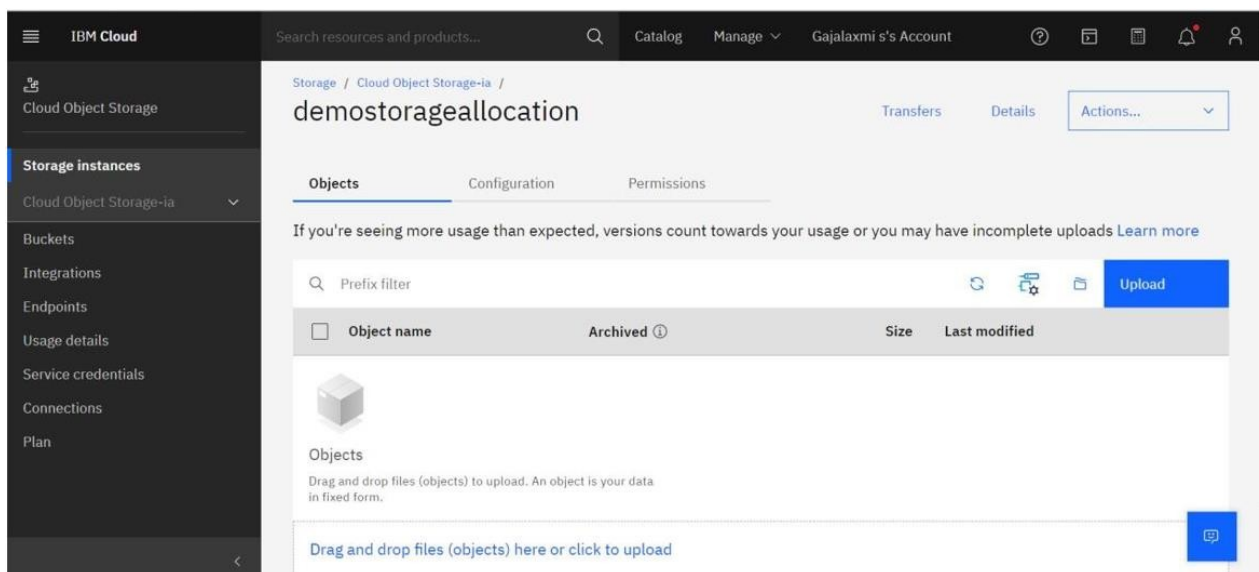 IBM Cloud
Search resources and products...
Catalog
Manage
Gajalaxmi s's Account
Cloud Object Storage
Storage instances
Cloud Object Storage-ia
Buckets
Integrations
Endpoints
Usage details
Service credentials
Connections
Plan
Storage / Cloud Object Storage-ia /
demostorageallocation
Transfers
Details
Actions...
Objects
Configuration
Permissions
If you're seeing more usage than expected, versions count towards your usage or you may have incomplete uploads Learn more
Prefix filter
Upload
Object name
Archived
Size
Last modified
Objects
Drag and drop files (objects) to upload. An object is your data
in fixed form.
Drag and drop files (objects) here or click to upload